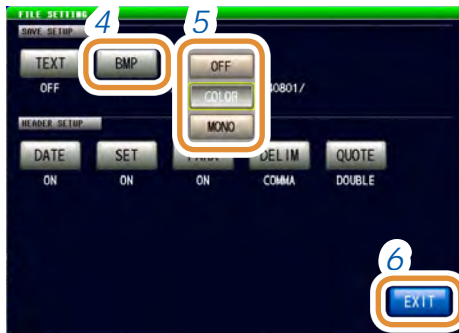 FILE SETTING
SAVE SETUP
4
5
TEXT
BMP
OFF
OFF
COLOR
40801/
MONO
HEADER SETUP
DATE
SET
DELIM
QUOTE
ON
ON
ON
COMMA
DOUBLE
6
EXIT